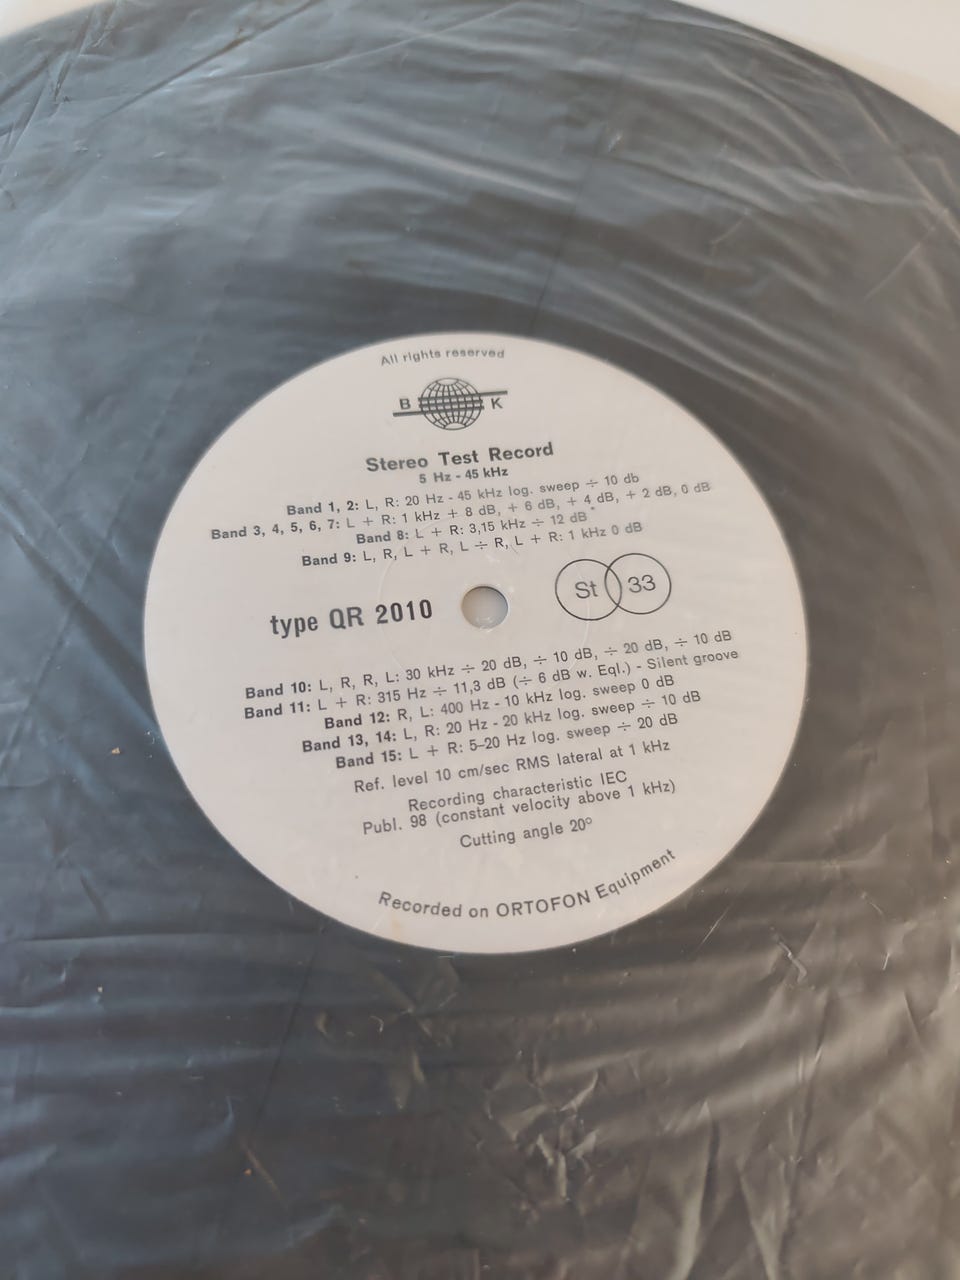 All rights reserved
B K
Stereo Test Record
5 Hz - 45 kHz
Band 1, 2: L, R: 20 Hz - 45 kHz log. sweep ÷ 10 db
Band 3, 4, 5, 6, 7: L + R: 1 kHz + 8 dB, + 6 dB, + 4 dB, + 2 dB, 0 dB
Band 8: L + R: 3,15 kHz ÷ 12 dB
Band 9: L, R, L + R, L ÷ R, L + R: 1 kHz 0 dB
type QR 2010
St 33
Band 10: L, R, R, L: 30 kHz ÷ 20 dB, ÷ 10 dB, ÷ 20 dB, ÷ 10 dB
Band 11: L + R: 315 Hz ÷ 11,3 dB (÷ 6 dB w. Eql.) - Silent groove
Band 12: R, L: 400 Hz - 10 kHz log. sweep 0 dB
Band 13, 14: L, R: 20 Hz - 20 kHz log. sweep ÷ 10 dB
Band 15: L + R: 5–20 Hz log. sweep ÷ 20 dB
Ref. level 10 cm/sec RMS lateral at 1 kHz
Recording characteristic IEC
Publ. 98 (constant velocity above 1 kHz)
Cutting angle 20°
Recorded on ORTOFON Equipment